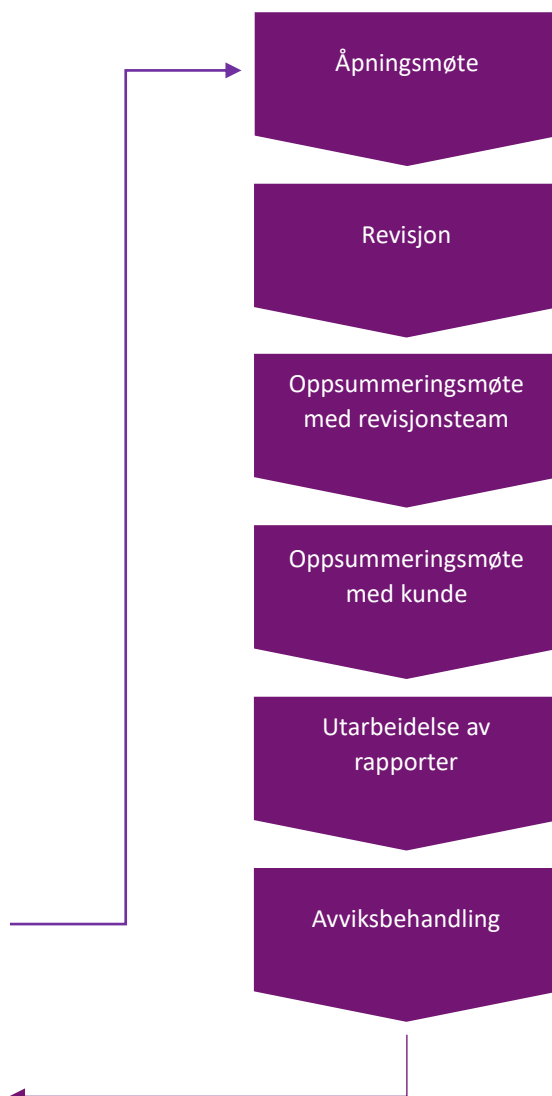 Åpningsmøte
Revisjon
Oppsummeringsmøte
med revisjonsteam
Oppsummeringsmøte
med kunde
Utarbeidelse av
rapporter
Avviksbehandling